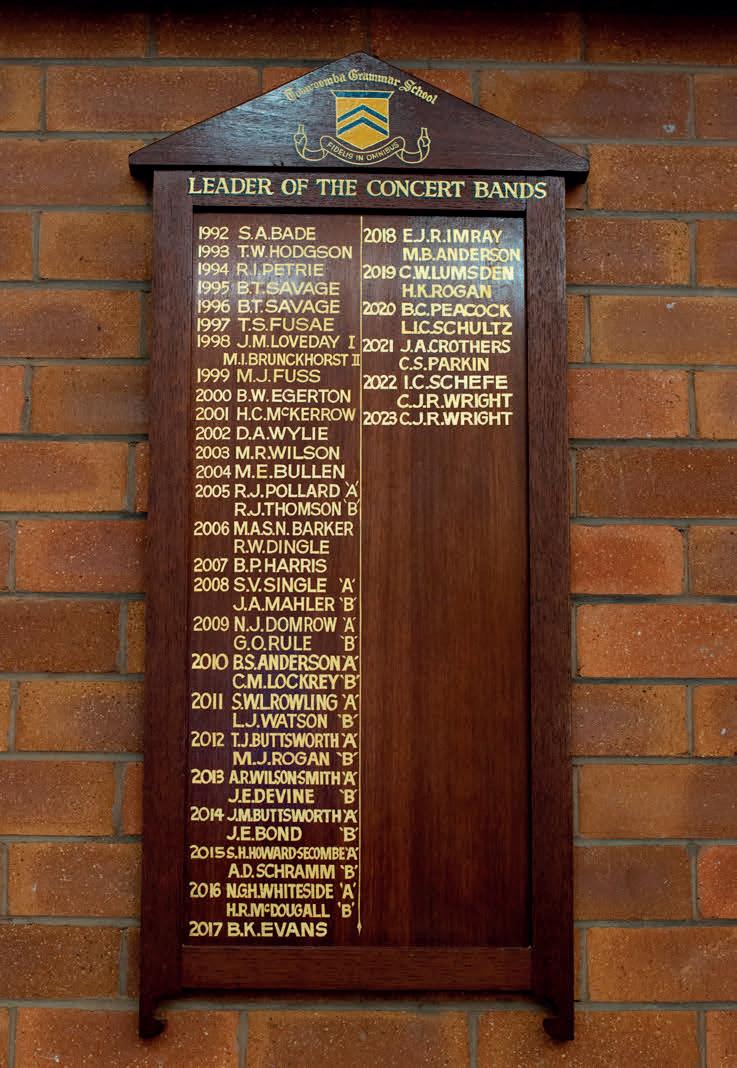 Toowoomba Grammar School
FIDELIS IN OMNIBUS
LEADER OF THE CONCERT BANDS
1992 S.A.BADE
1993 T.W.HODGSON
1994 R.I.PETRIE
1995 B.T.SAVAGE
1996 B.T.SAVAGE
1997 T.S.FUSAE
1998 J.M.LOVEDAY I
M.I.BRUNCKHORST II
1999 M.J.FUSS
2000 B.W.EGERTON
2001 H.C.McKERROW
2002 D.A.WYLIE
2003 M.R.WILSON
2004 M.E.BULLEN
2005 R.J.POLLARD 'A'
R.J.THOMSON 'B'
2006 M.A.S.N.BARKER
R.W.DINGLE
2007 B.P.HARRIS
2008 S.V.SINGLE 'A'
J.A.MAHLER 'B'
2009 N.J.DOMROW 'A'
G.O.RULE 'B'
2010 B.S.ANDERSON 'A'
C.M.LOCKREY 'B'
2011 S.W.L.ROWLING 'A'
L.J.WATSON 'B'
2012 T.J.BUTTSWORTH 'A'
M.J.ROGAN 'B'
2013 A.R.WILSON-SMITH 'A'
J.E.DEVINE 'B'
2014 J.M.BUTTSWORTH 'A'
J.E.BOND 'B'
2015 S.H.HOWARD-SECOMBE 'A'
A.D.SCHRAMM 'B'
2016 N.G.H.WHITESIDE 'A'
H.R.McDOUGALL 'B'
2017 B.K.EVANS
2018 E.J.R.IMRAY
M.B.ANDERSON
2019 C.W.LUMSDEN
H.K.ROGAN
2020 B.C.PEACOCK
L.I.C.SCHULTZ
2021 J.A.CROTHERS
C.S.PARKIN
2022 I.C.SCHEFE
C.J.R.WRIGHT
2023 C.J.R.WRIGHT